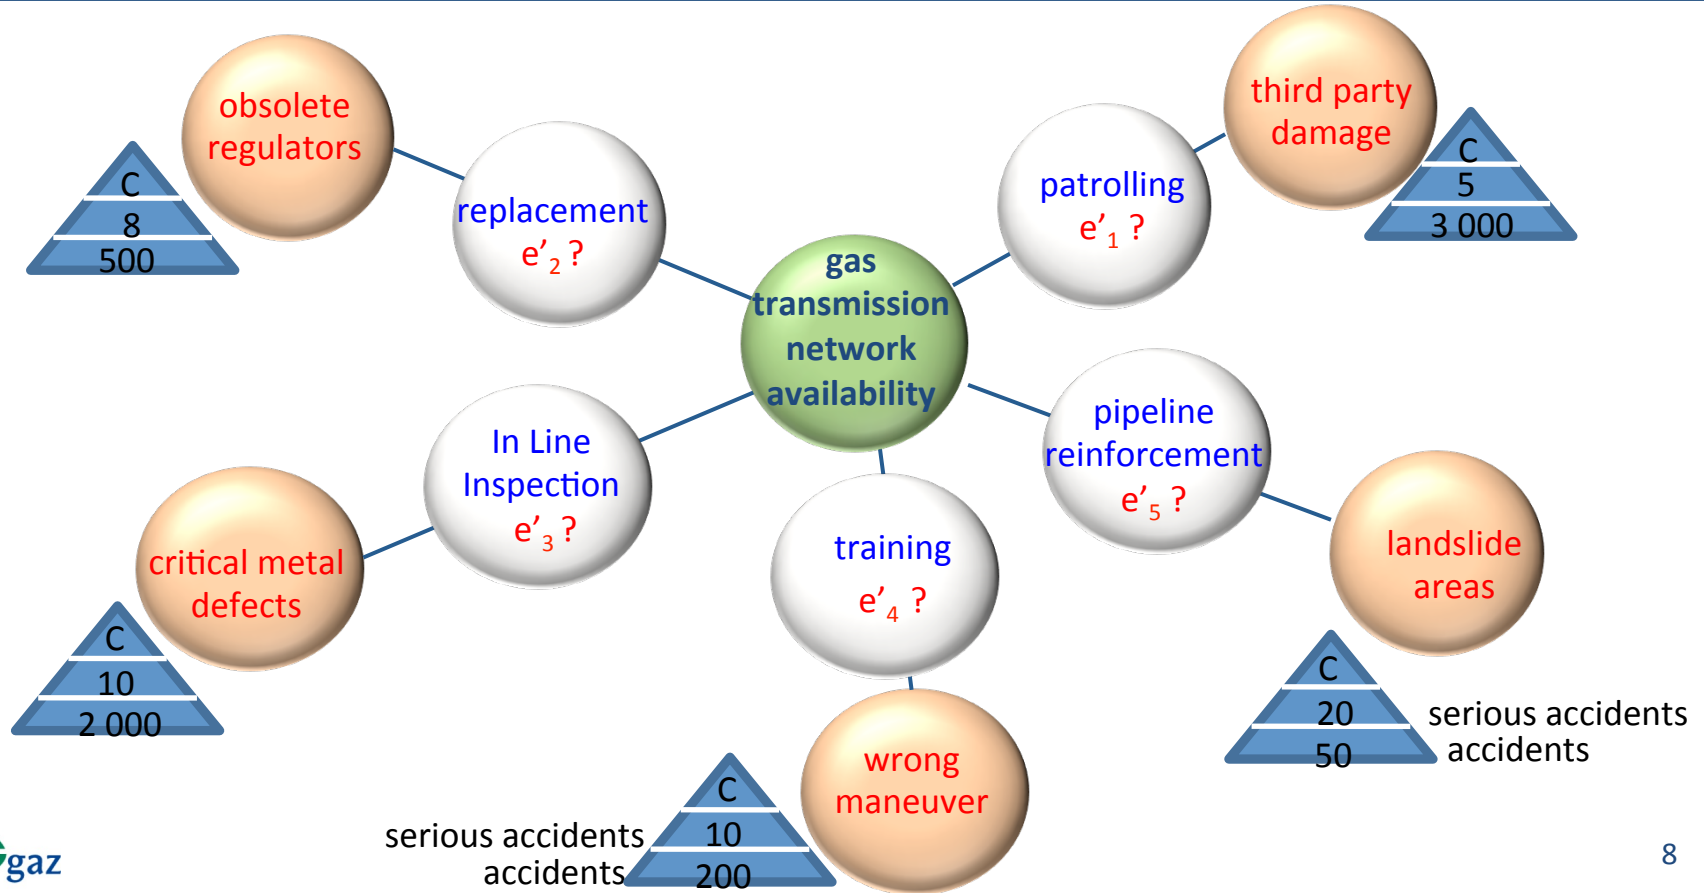 obsolete
regulators
C
8
500
replacement
e’2 ?
third party
damage
C
5
3 000
patrolling
e’1 ?
gas
transmission
network
availability
In Line
Inspection
e’3 ?
critical metal
defects
C
10
2 000
pipeline
reinforcement
e’5 ?
landslide
areas
C
20
50
serious accidents
accidents
training
e’4 ?
wrong
maneuver
C
10
200
serious accidents
accidents
gaz
8